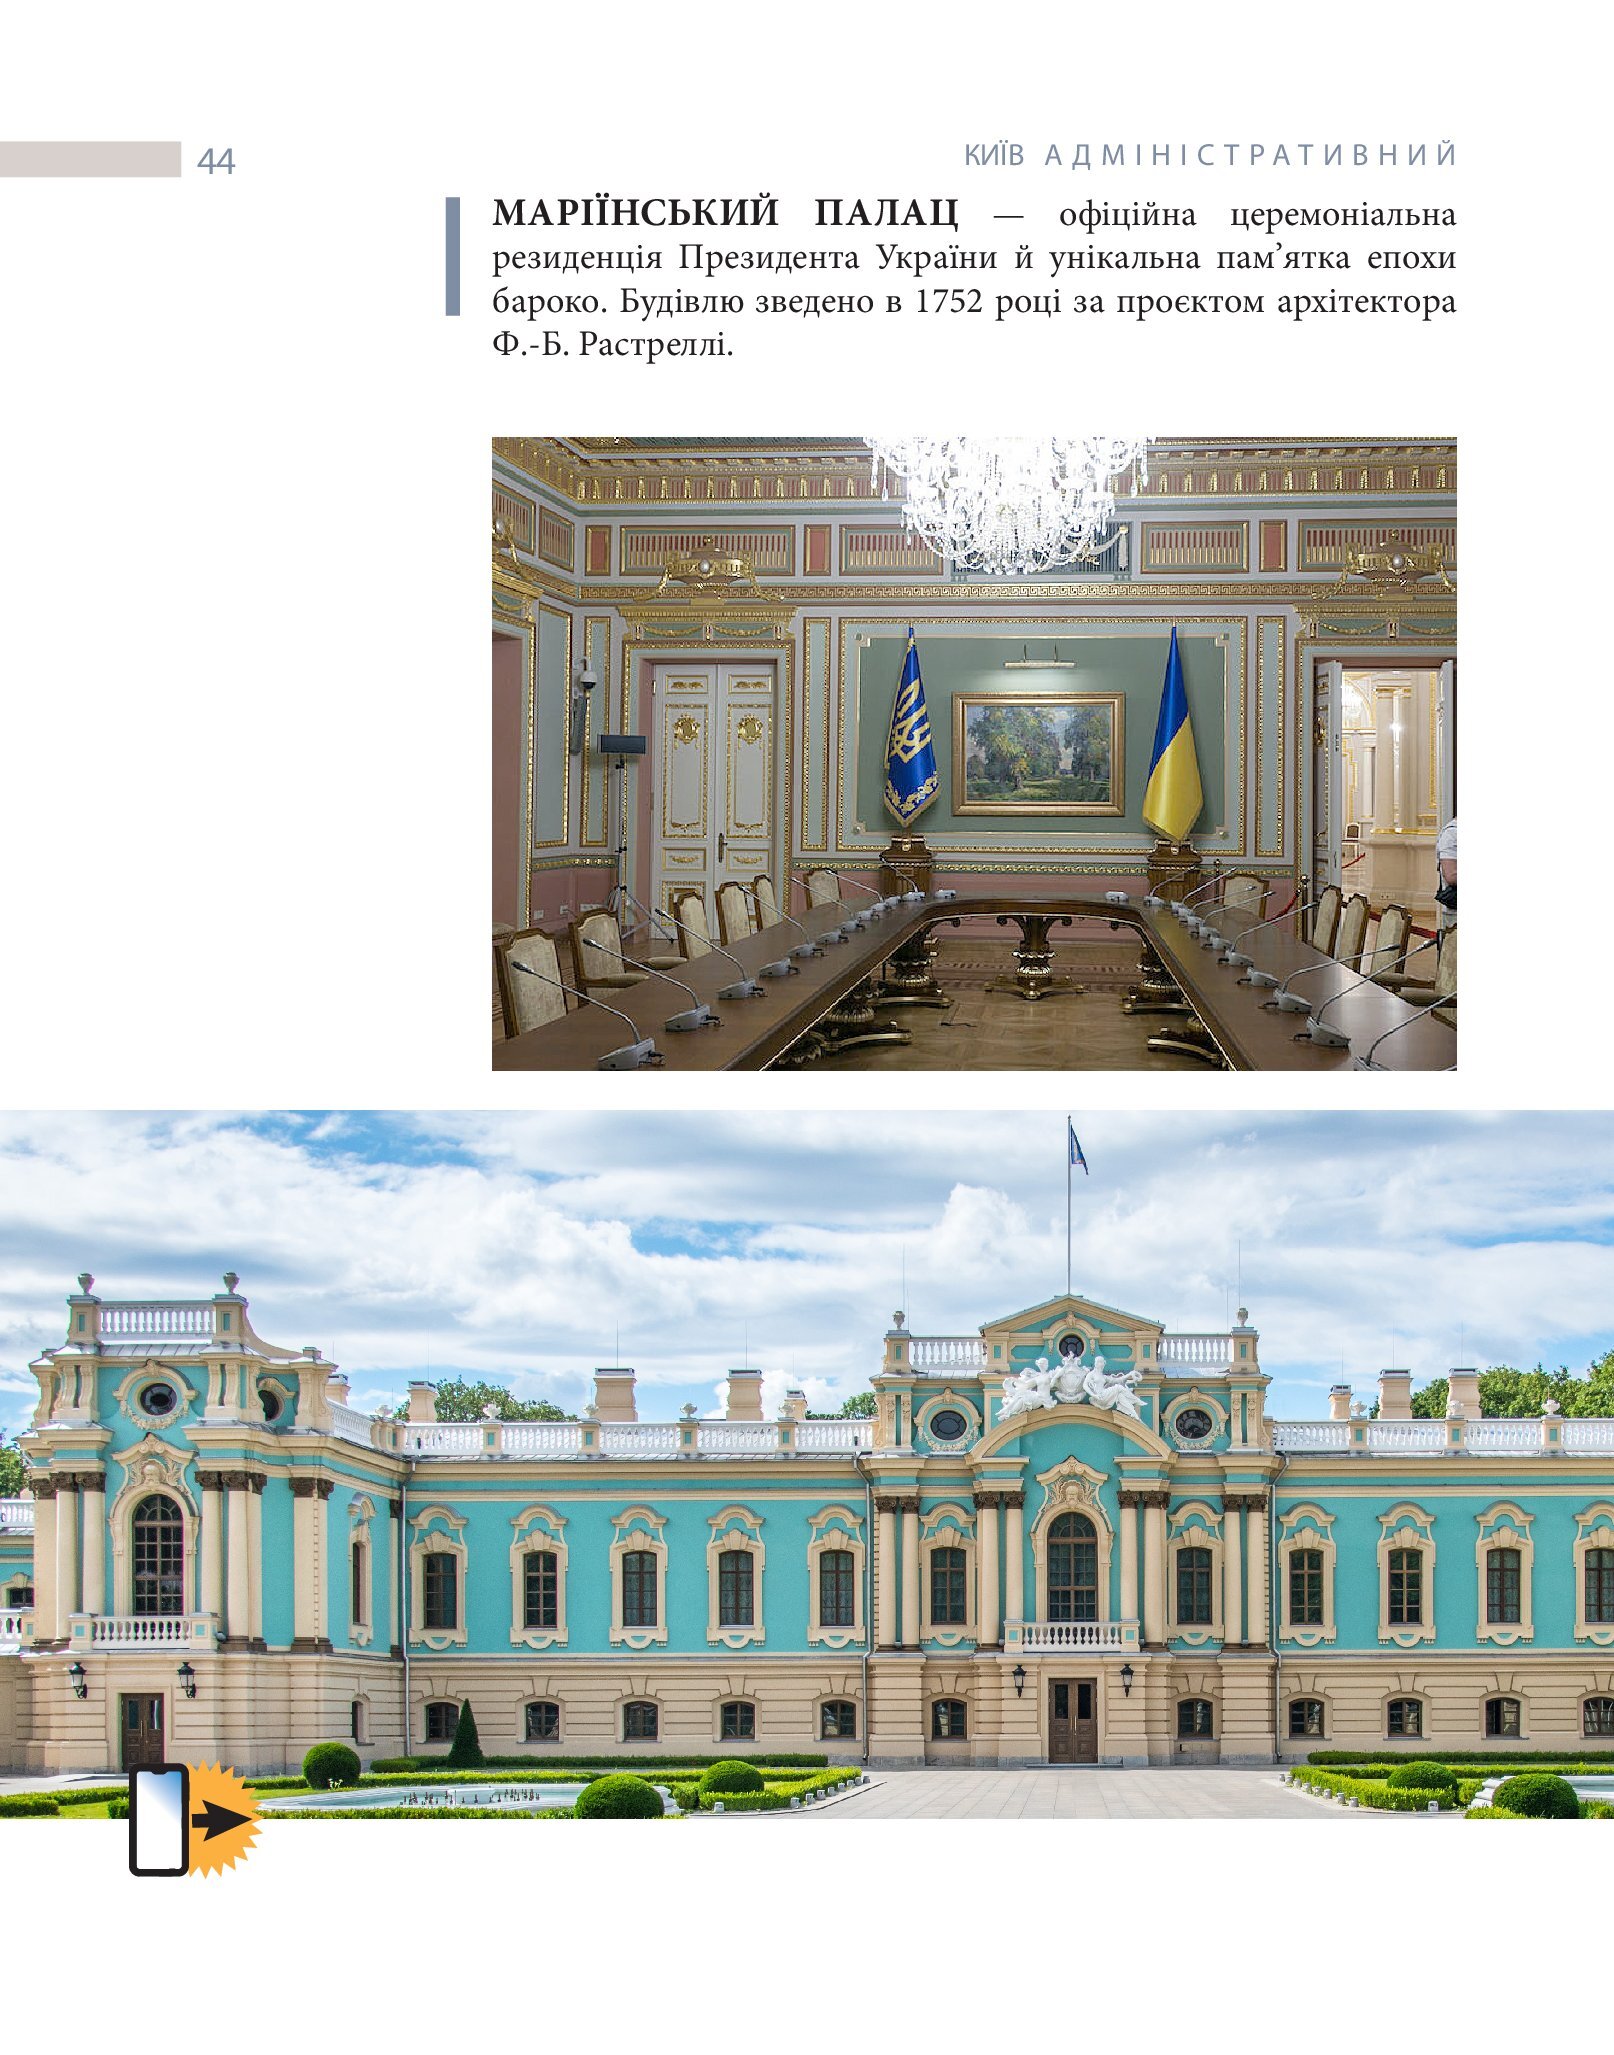 44
КИЇВ АДМІНІСТРАТИВНИЙ
МАРІЇНСЬКИЙ ПАЛАЦ — офіційна церемоніальна
резиденція Президента України й унікальна пам’ятка епохи
бароко. Будівлю зведено в 1752 році за проєктом архітектора
Ф.-Б. Растреллі.